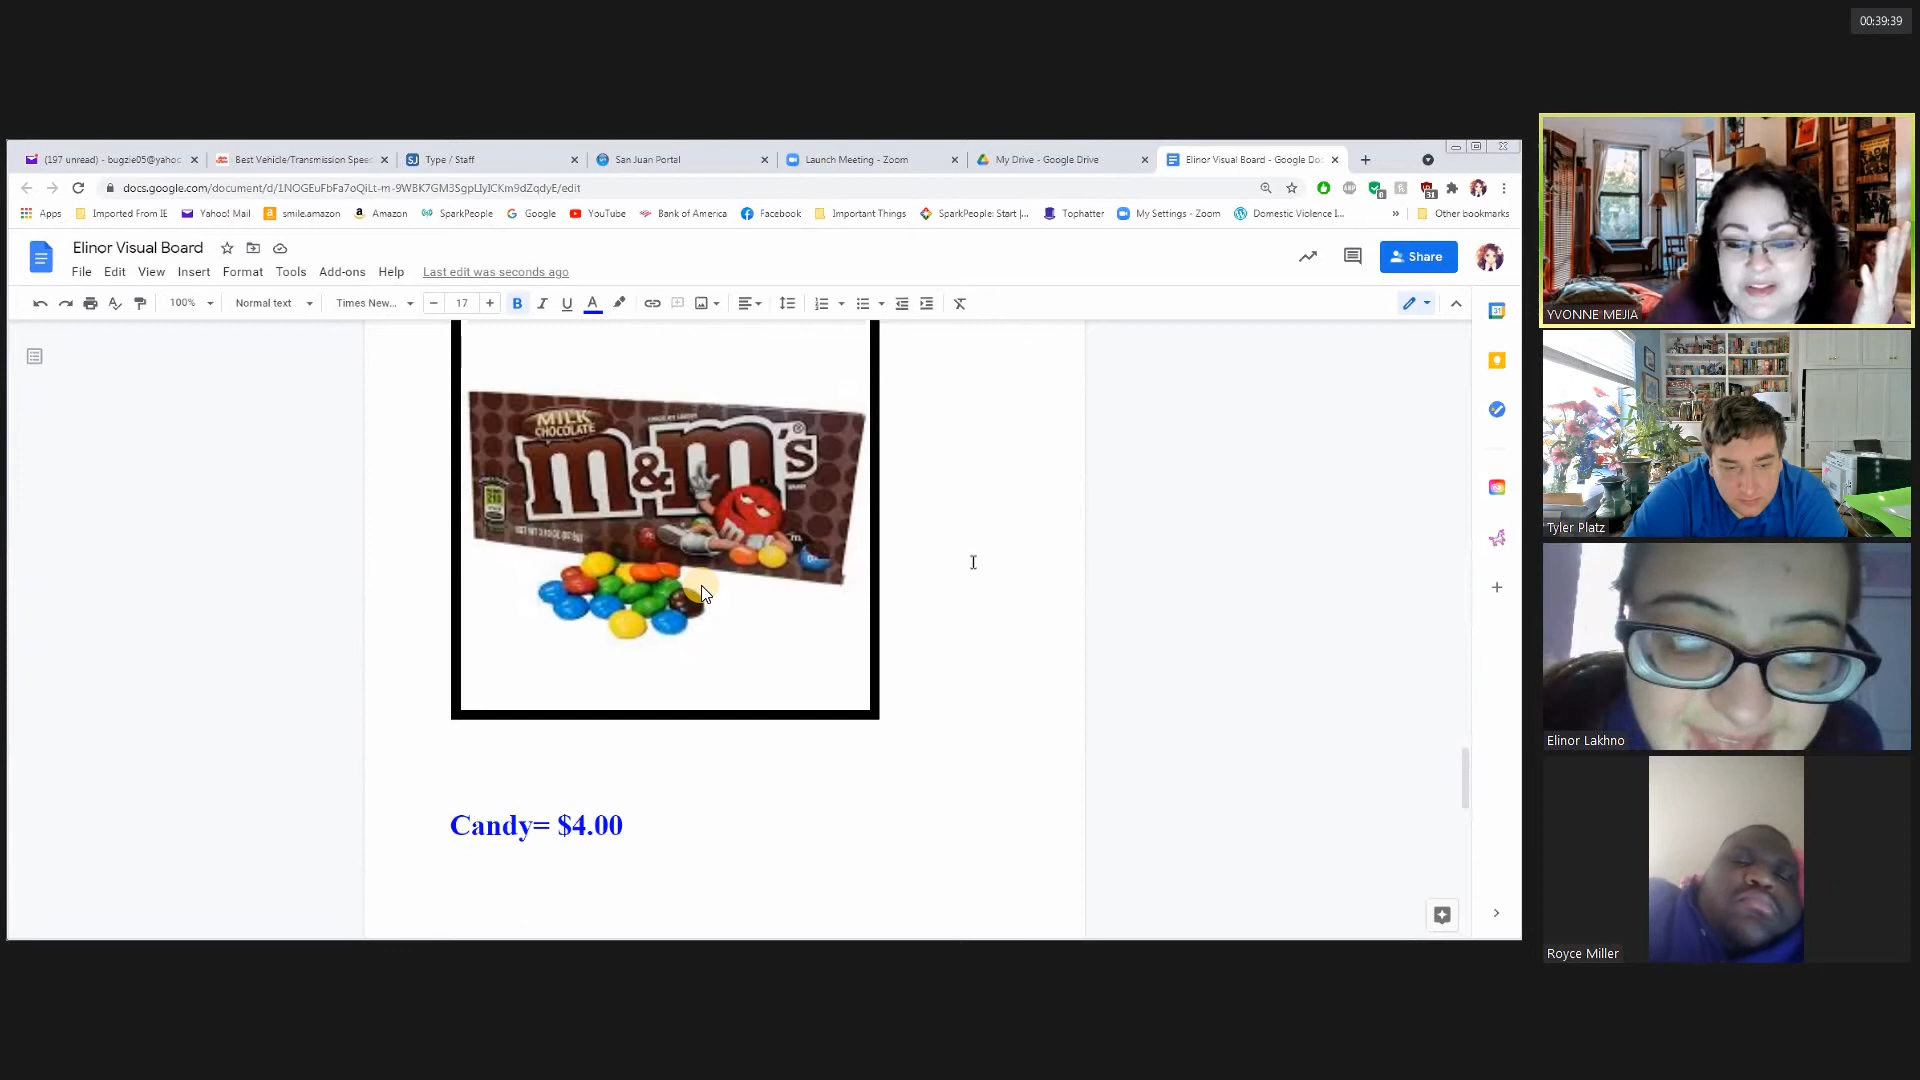 00:39:39
(197 unread) - bugzie05@yahoc
Best Vehicle/Transmission Speed
Type / Staff
San Juan Portal
Launch Meeting - Zoom
My Drive - Google Drive
Elinor Visual Board - Google Do
docs.google.com/document/d/1NOGEuFbFa7oQiLt-m-9WBK7GM3SgpLIyICKm9dZqdyE/edit
Apps
Imported From IE
Yahoo! Mail
smile.amazon
Amazon
SparkPeople
Google
YouTube
Bank of America
Facebook
Important Things
SparkPeople: Start |...
Tophatter
My Settings - Zoom
Domestic Violence I...
Other bookmarks
Elinor Visual Board
Share
File Edit View Insert Format Tools Add-ons Help Last edit was seconds ago
100% Normal text Times New... 17
MILK
CHOCOLATE
m&m's
Candy= $4.00
YVONNE MEJIA
Tyler Platz
Elinor Lakhno
Royce Miller